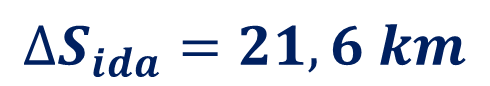 ΔS_ida = 21,6 km